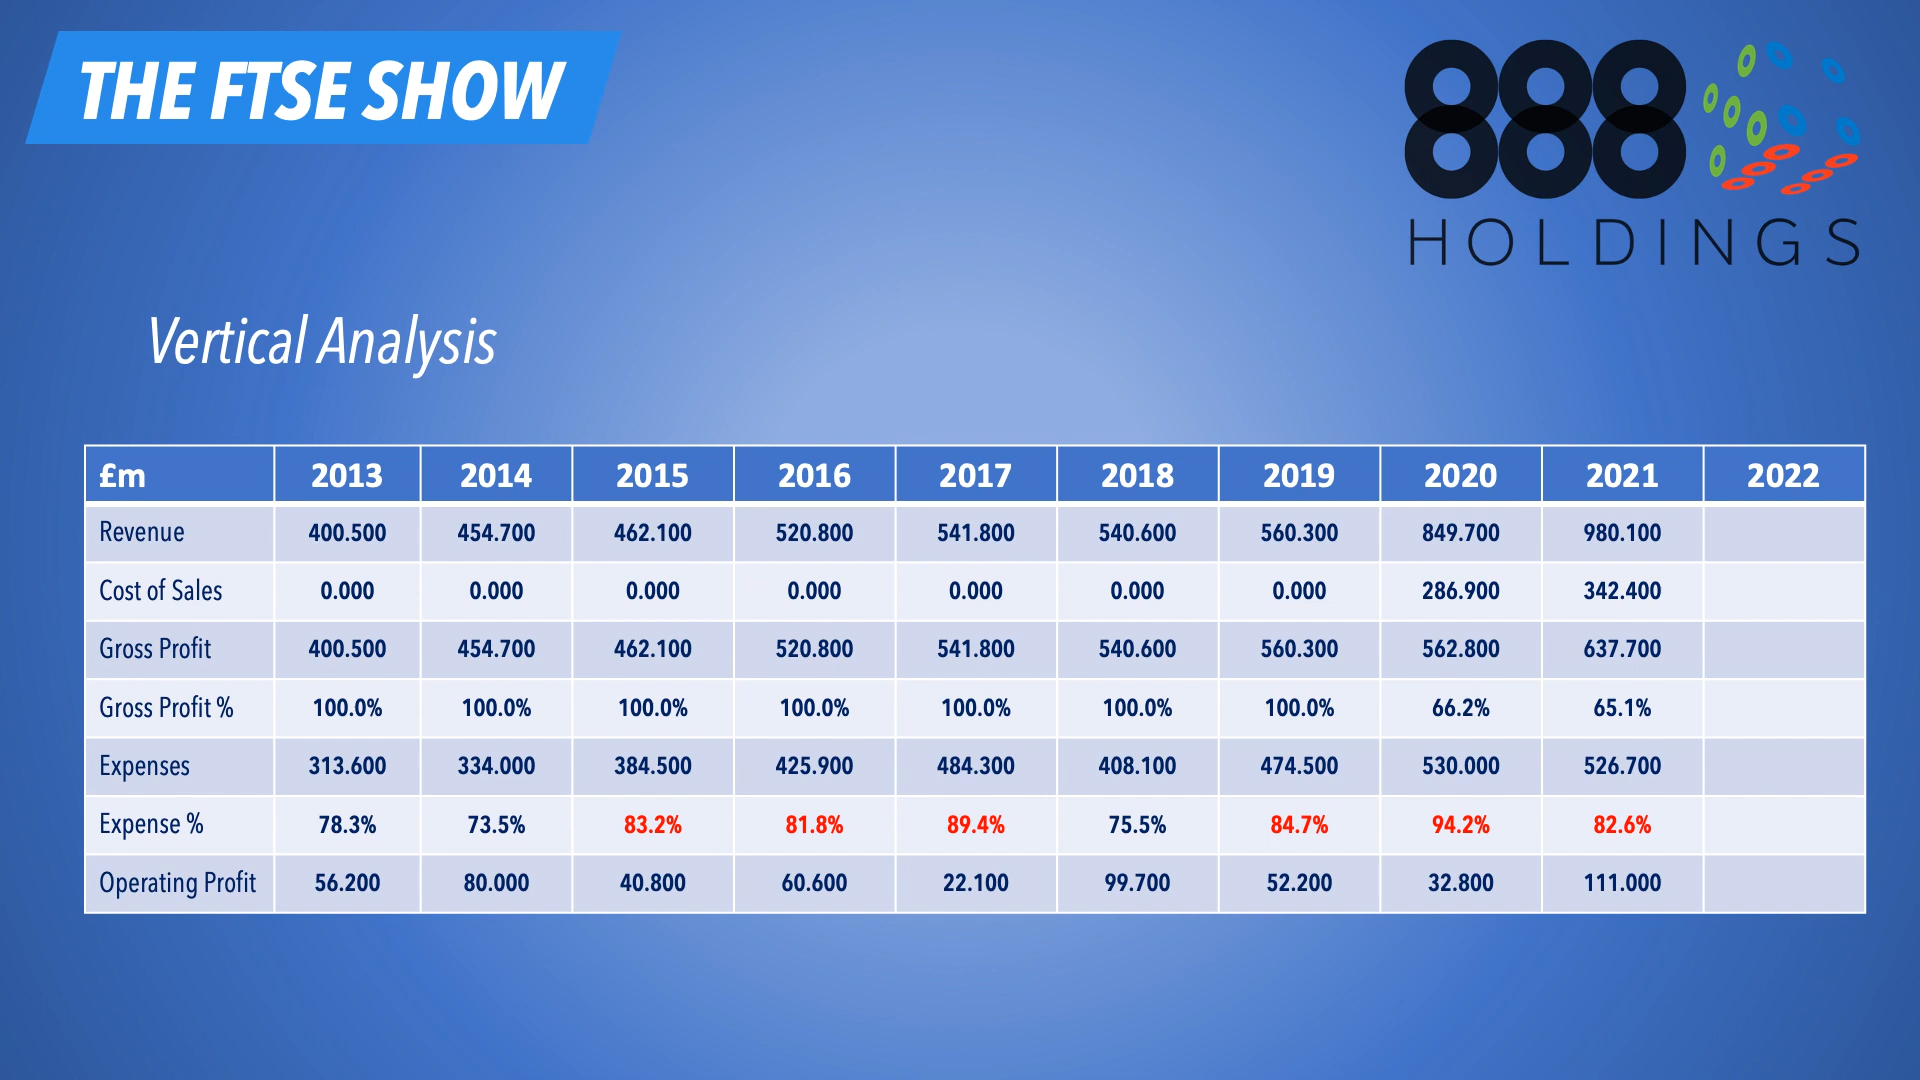 THE FTSE SHOW
888
HOLDINGS
Vertical Analysis
£m 2013 2014 2015 2016 2017 2018 2019 2020 2021 2022
Revenue 400.500 454.700 462.100 520.800 541.800 540.600 560.300 849.700 980.100
Cost of Sales 0.000 0.000 0.000 0.000 0.000 0.000 0.000 286.900 342.400
Gross Profit 400.500 454.700 462.100 520.800 541.800 540.600 560.300 562.800 637.700
Gross Profit % 100.0% 100.0% 100.0% 100.0% 100.0% 100.0% 100.0% 66.2% 65.1%
Expenses 313.600 334.000 384.500 425.900 484.300 408.100 474.500 530.000 526.700
Expense % 78.3% 73.5% 83.2% 81.8% 89.4% 75.5% 84.7% 94.2% 82.6%
Operating Profit 56.200 80.000 40.800 60.600 22.100 99.700 52.200 32.800 111.000